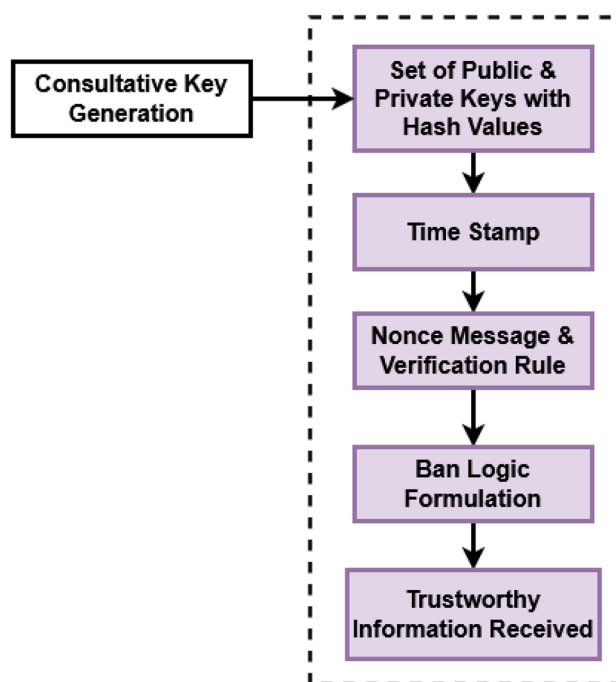 Consultative Key
Generation
Set of Public &
Private Keys with
Hash Values
Time Stamp
Nonce Message &
Verification Rule
Ban Logic
Formulation
Trustworthy
Information Received